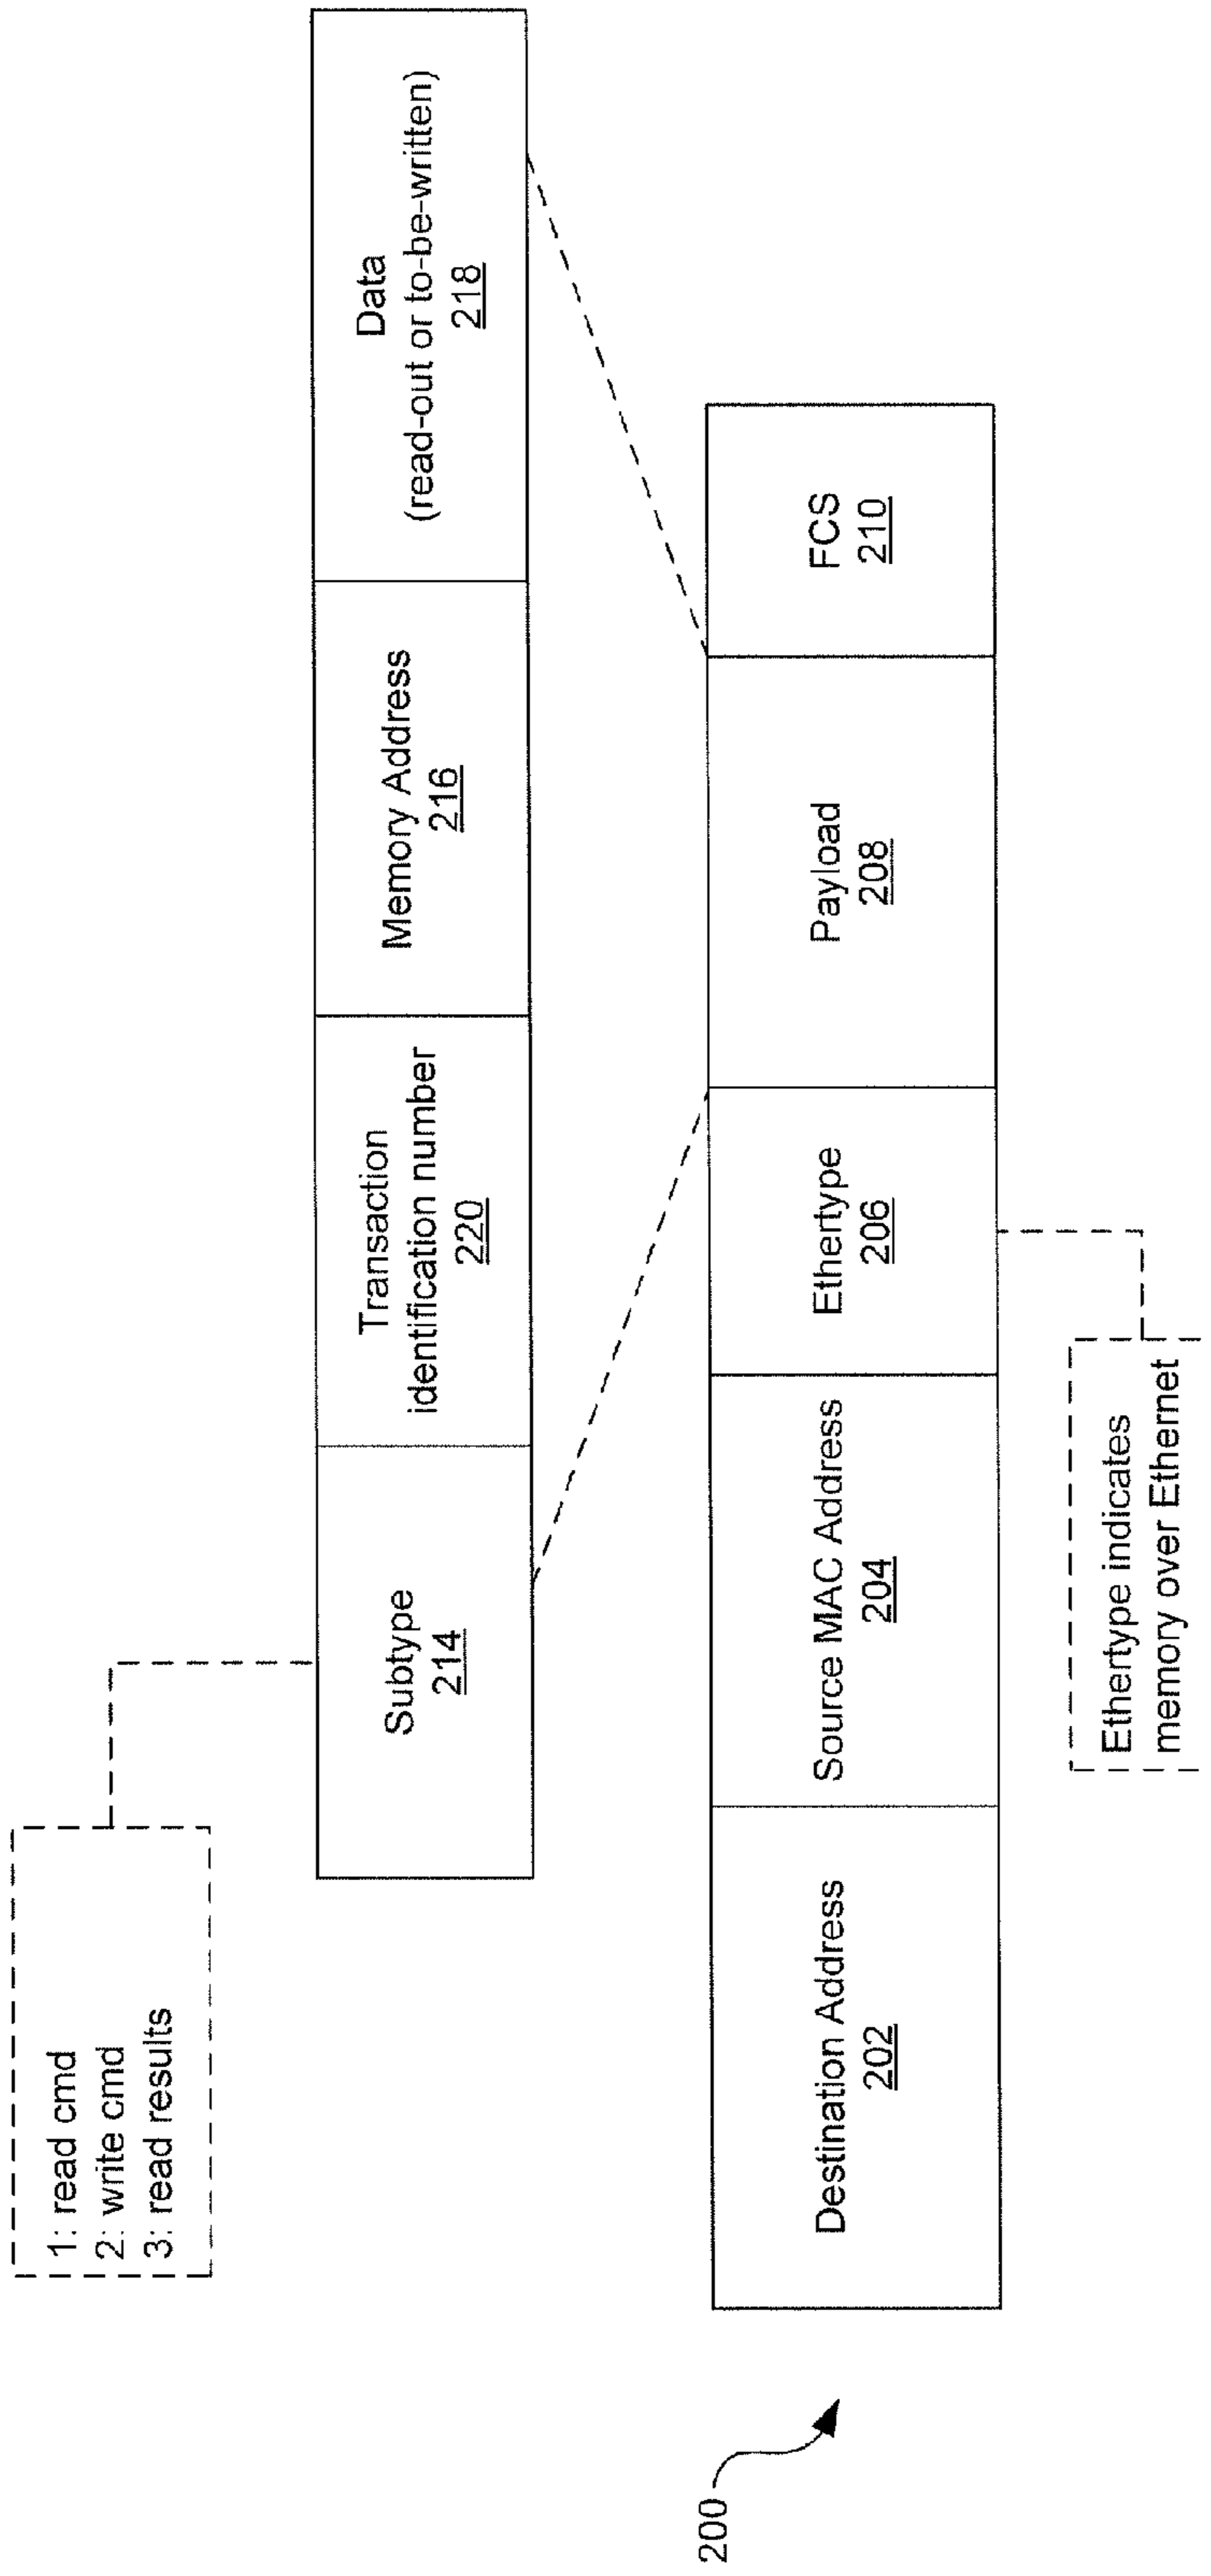 1: read cmd
2: write cmd
3: read results
Subtype
214
Transaction
identification number
220
Memory Address
216
Data
(read-out or to-be-written)
218
200
Destination Address
202
Source MAC Address
204
Ethertype
206
Payload
208
FCS
210
Ethertype indicates
memory over Ethernet